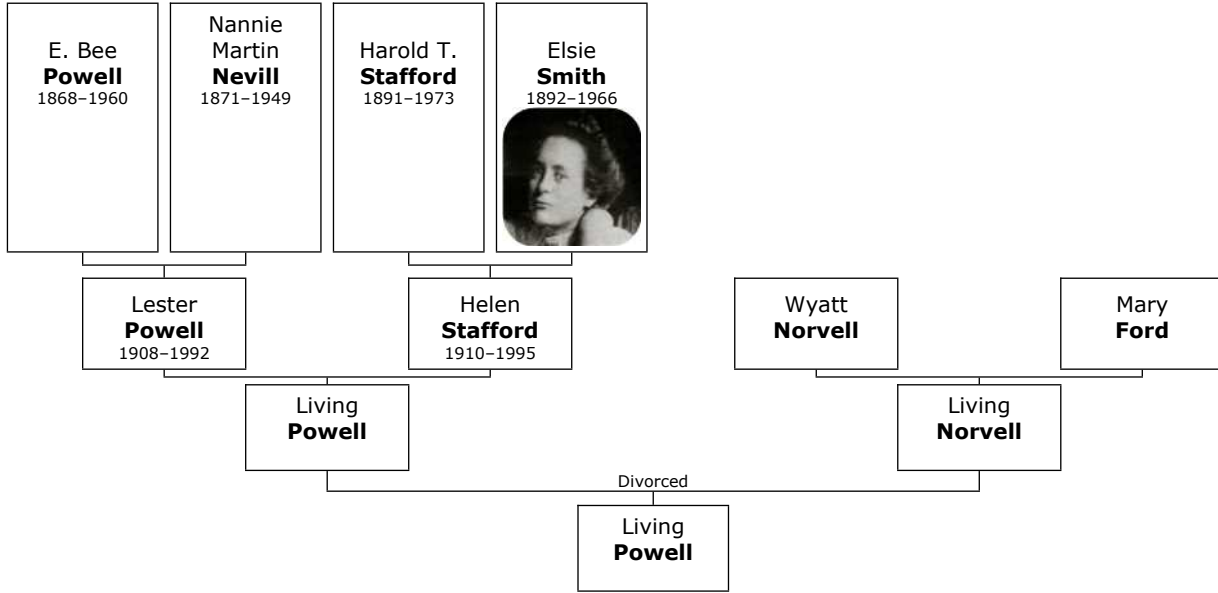 E. Bee
Powell
1868–1960
Nannie
Martin
Nevill
1871–1949
Harold T.
Stafford
1891–1973
Elsie
Smith
1892–1966
Lester
Powell
1908–1992
Helen
Stafford
1910–1995
Wyatt
Norvell
Mary
Ford
Living
Powell
Living
Norvell
Divorced
Living
Powell